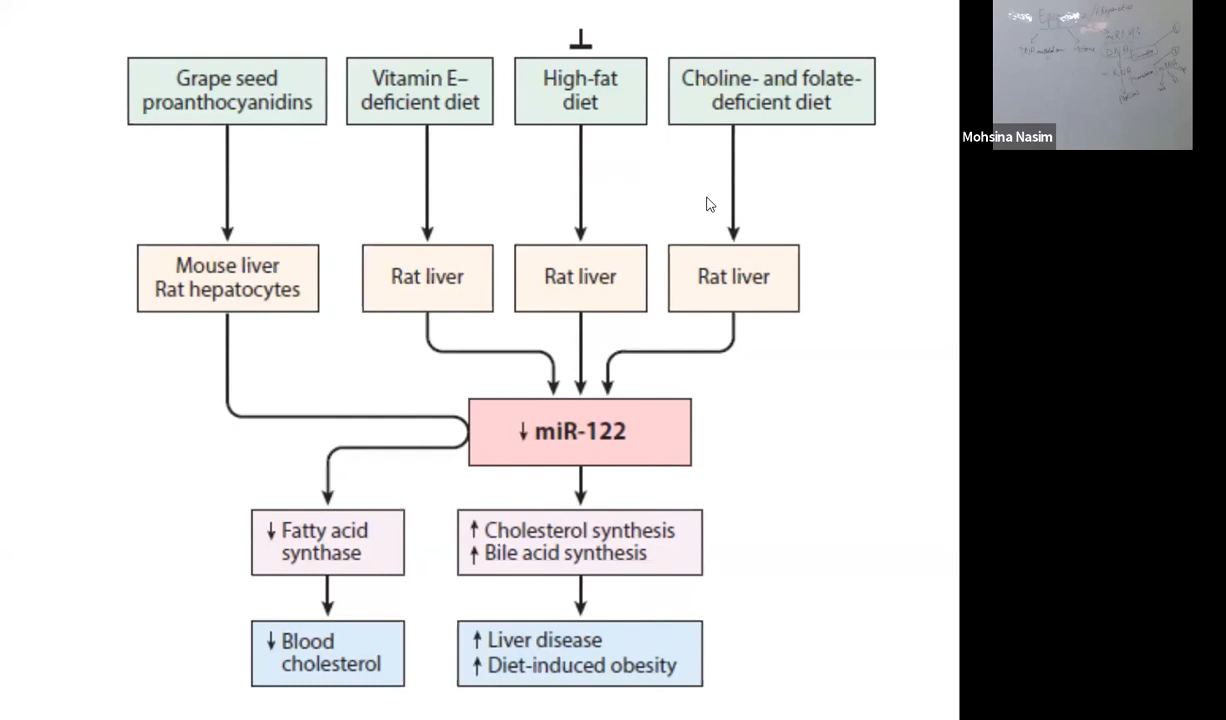 Grape seed
proanthocyanidins
Vitamin E–
deficient diet
High-fat
diet
Choline- and folate-
deficient diet
Mouse liver
Rat hepatocytes
Rat liver
Rat liver
Rat liver
↓ miR-122
↓ Fatty acid
synthase
↑ Cholesterol synthesis
↑ Bile acid synthesis
↓ Blood
cholesterol
↑ Liver disease
↑ Diet-induced obesity
Mohsina Nasim